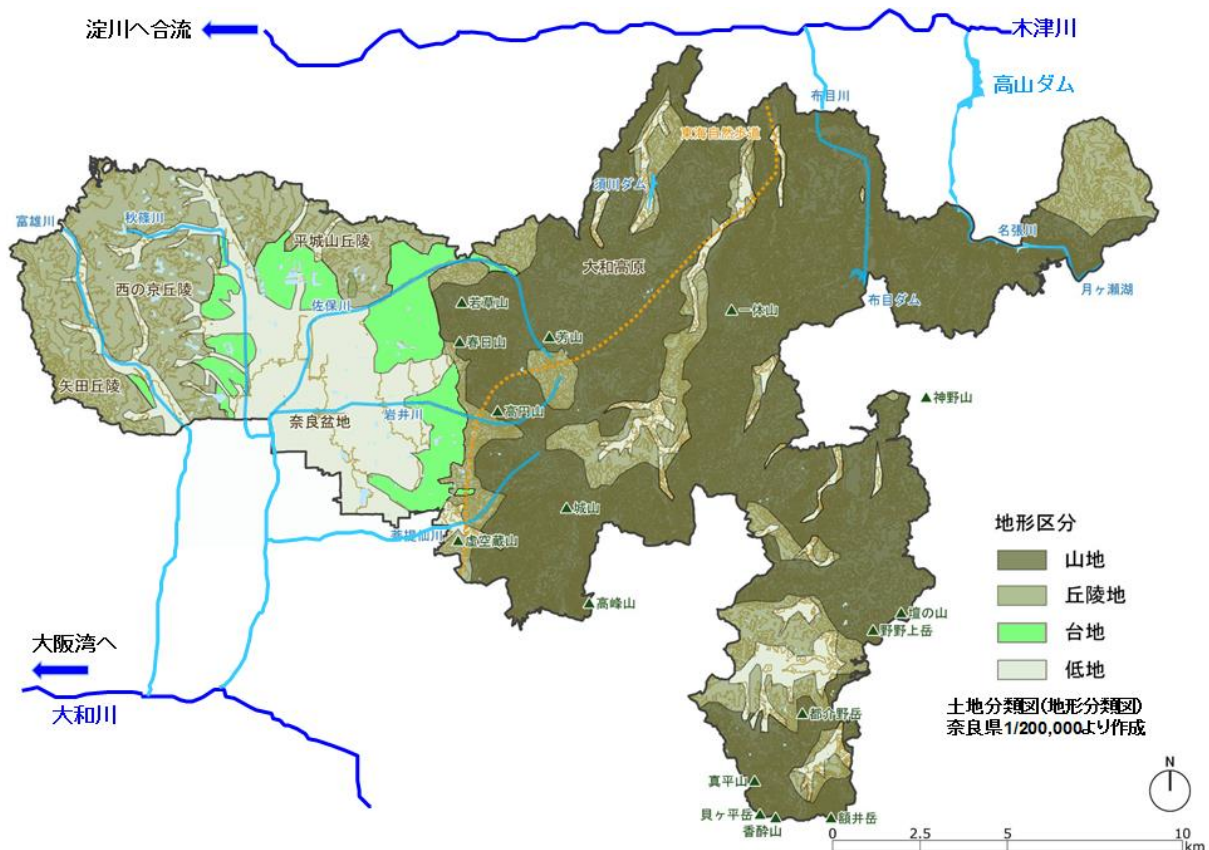 淀川へ合流
木津川
高山ダム
布目川
東海自然歩道
須川ダム
富雄川
秋篠川
平城山丘陵
名張川
大和高原
西の京丘陵
月ヶ瀬湖
布目ダム
佐保川
若草山
一体山
芳山
春日山
矢田丘陵
神野山
高円山
岩井川
奈良盆地
城山
地形区分
菩提仙川
虚空蔵山
山地
丘陵地
高峰山
壇の山
野野上岳
台地
大阪湾へ
低地
大和川
土地分類図(地形分類図)
奈良県1/200,000より作成
都介野岳
真平山
貝ヶ平岳
香酔山
額井岳
N
0 2.5 5 10
km